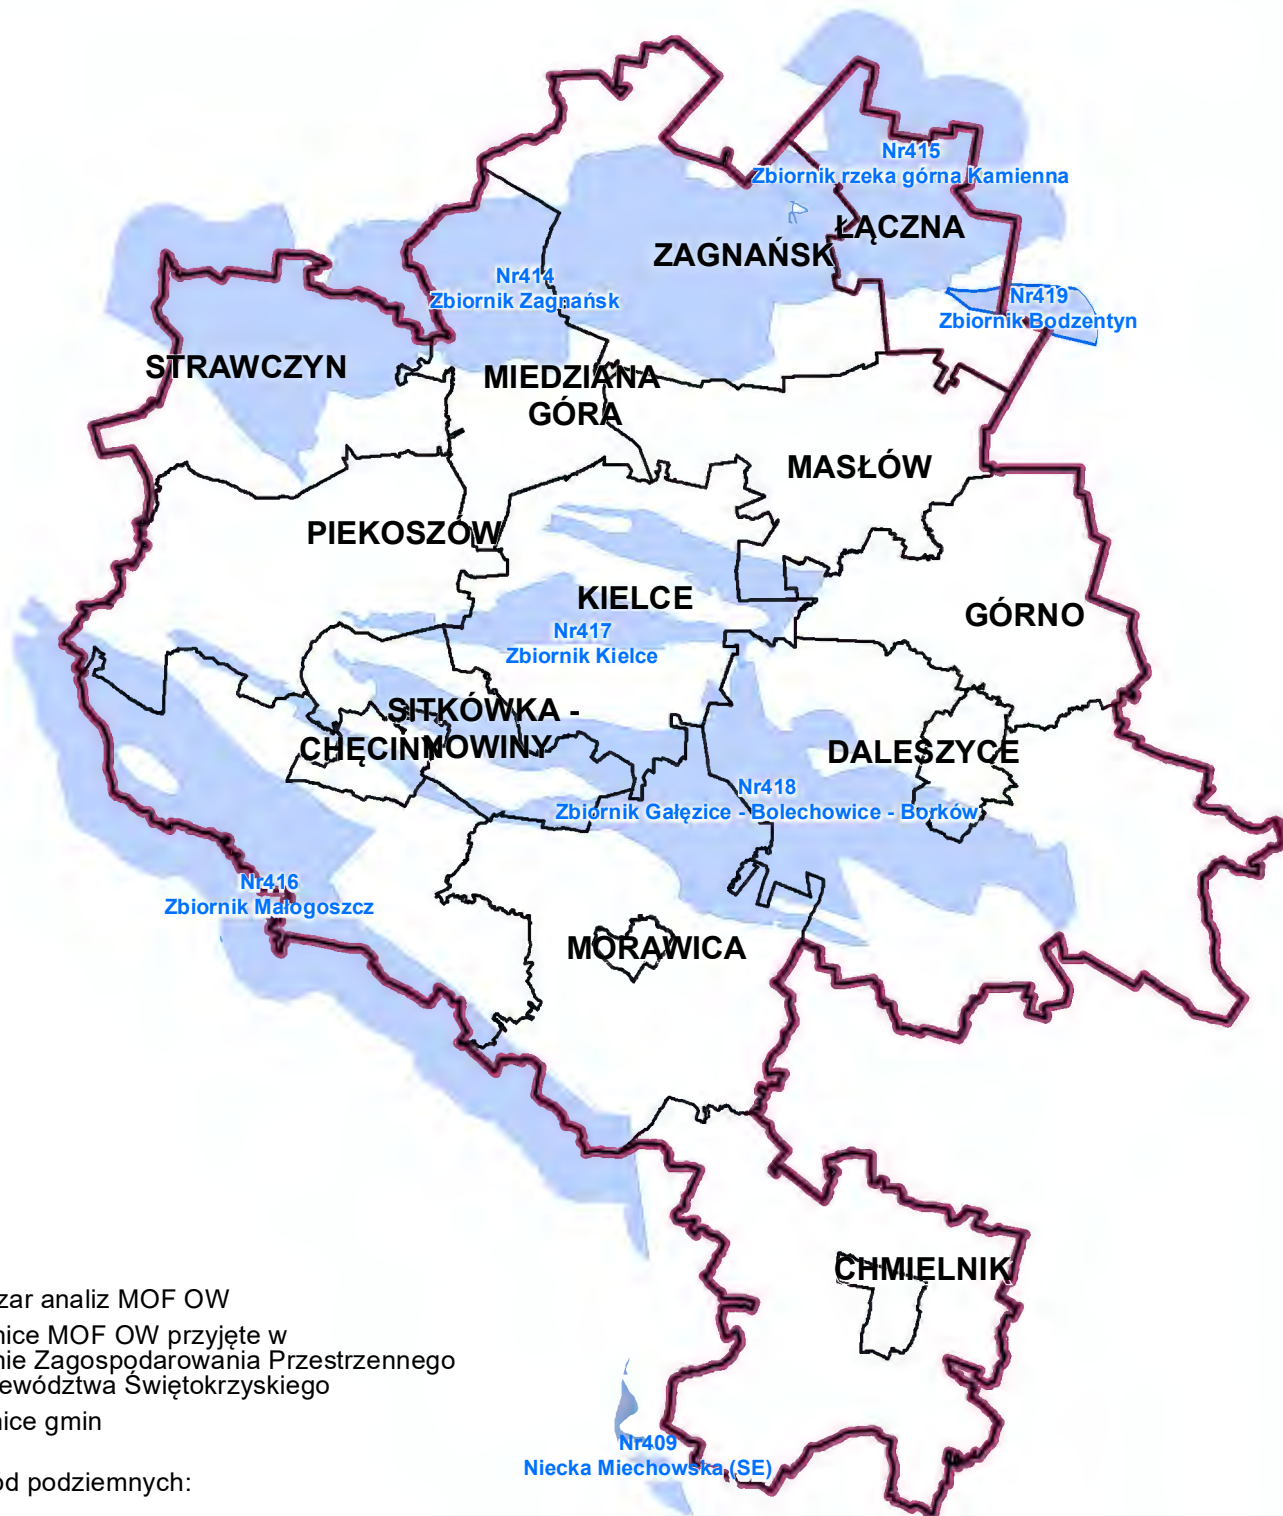 Nr415
Zbiornik rzeka górna Kamienna
ŁĄCZNA
ZAGNAŃSK
Nr414
Zbiornik Zagnańsk
Nr419
Zbiornik Bodzentyn
STRAWCZYN
MIEDZIANA
GÓRA
MASŁÓW
PIEKOSZÓW
KIELCE
GÓRNO
Nr417
Zbiornik Kielce
SITKÓWKA -
NOWINY
CHĘCINY
DALESZYCE
Nr418
Zbiornik Gałęzice - Bolechowice - Borków
Nr416
Zbiornik Małogoszcz
MORAWICA
CHMIELNIK
zar analiz MOF OW
nice MOF OW przyjęte w
nie Zagospodarowania Przestrzennego
ewództwa Świętokrzyskiego
nice gmin
Nr409
Niecka Miechowska (SE)
od podziemnych: